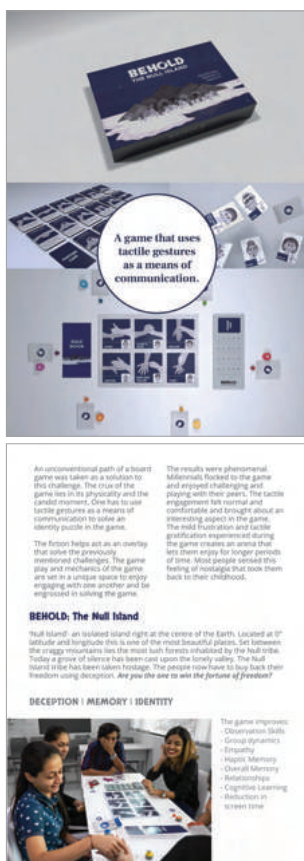 BEHOLD
THE NULL ISLAND
A game that uses
tactile gestures
as a means of
communication.
BEHOLD
An unconventional path of a board
game was taken as a solution to
this challenge. The crux of the
game lies in its physicality and the
candid moment. One has to use
tactile gestures as a means of
communication to solve an
identity puzzle in the game.
The fiction helps act as an overlay
that solve the previously
mentioned challenges. The game
play and mechanics of the game
are set in a unique space to enjoy
engaging with one another and be
engrossed in solving the game.
The results were phenomenal.
Millennials flocked to the game
and enjoyed challenging and
playing with their peers. The tactile
engagement felt normal and
comfortable and brought about an
interesting aspect in the game.
The mild frustration and tactile
gratification experienced during
the game creates an arena that
lets them enjoy for longer periods
of time. Most people sensed this
feeling of nostalgia that took them
back to their childhood.
BEHOLD: The Null Island
'Null Island'- an isolated island right at the centre of the Earth. Located at 0°
latitude and longitude this is one of the most beautiful places. Set between
the craggy mountains lies the most lush forests inhabited by the Null tribe.
Today a grove of silence has been cast upon the lonely valley. The Null
Island tribe has been taken hostage. The people now have to buy back their
freedom using deception. Are you the one to win the fortune of freedom?
DECEPTION | MEMORY | IDENTITY
The game improves:
- Observation Skills
- Group dynamics
- Empathy
- Haptic Memory
- Overall Memory
- Relationships
- Cognitive Learning
- Reduction in
screen time